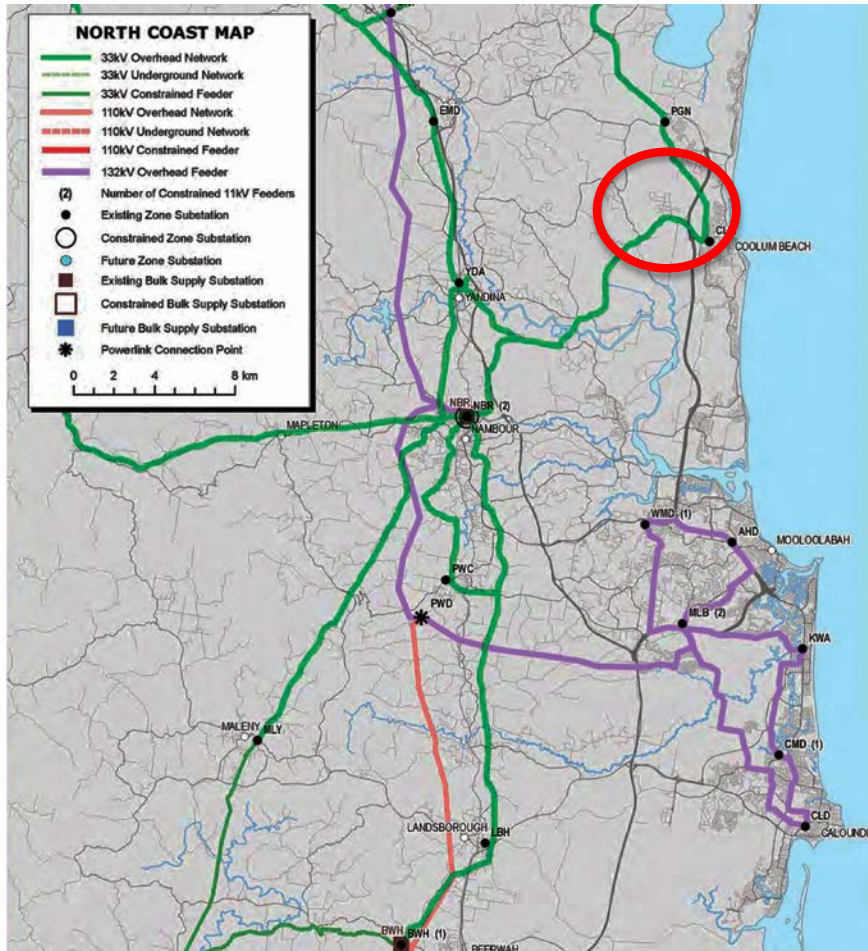 NORTH COAST MAP
33kV Overhead Network
33kV Underground Network
33kV Constrained Feeder
110kV Overhead Network
110kV Underground Network
110kV Constrained Feeder
132kV Overhead Feeder
(2) Number of Constrained 11kV Feeders
Existing Zone Substation
Constrained Zone Substation
Future Zone Substation
Existing Bulk Supply Substation
Constrained Bulk Supply Substation
Future Bulk Supply Substation
Powerlink Connection Point
0 2 4 8 km
EMD
PGN
CL
COOLUM BEACH
YDA
YANDINA
NBR NBR (2)
MAPLETON
NAMBOUR
WMD (1)
AHD
MOOLOOLABAH
PWC
PWD
MLB (2)
KWA
MALENY MLY
CMD (1)
CLD
CALOUND
LANDSBOROUGH LBH
BWH BWH (1)
BEERWAH